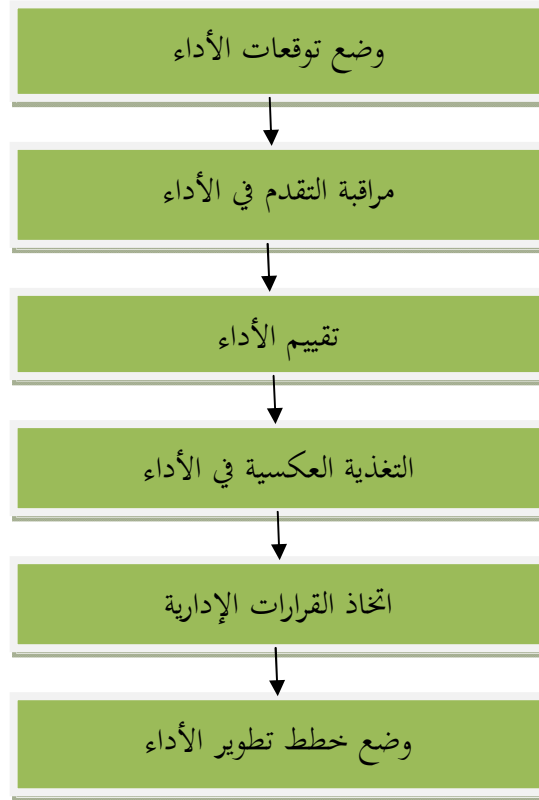 وضع توقعات الأداء
مراقبة التقدم في الأداء
تقييم الأداء
التغذية العكسية في الأداء
اتخاذ القرارات الإدارية
وضع خطط تطوير الأداء